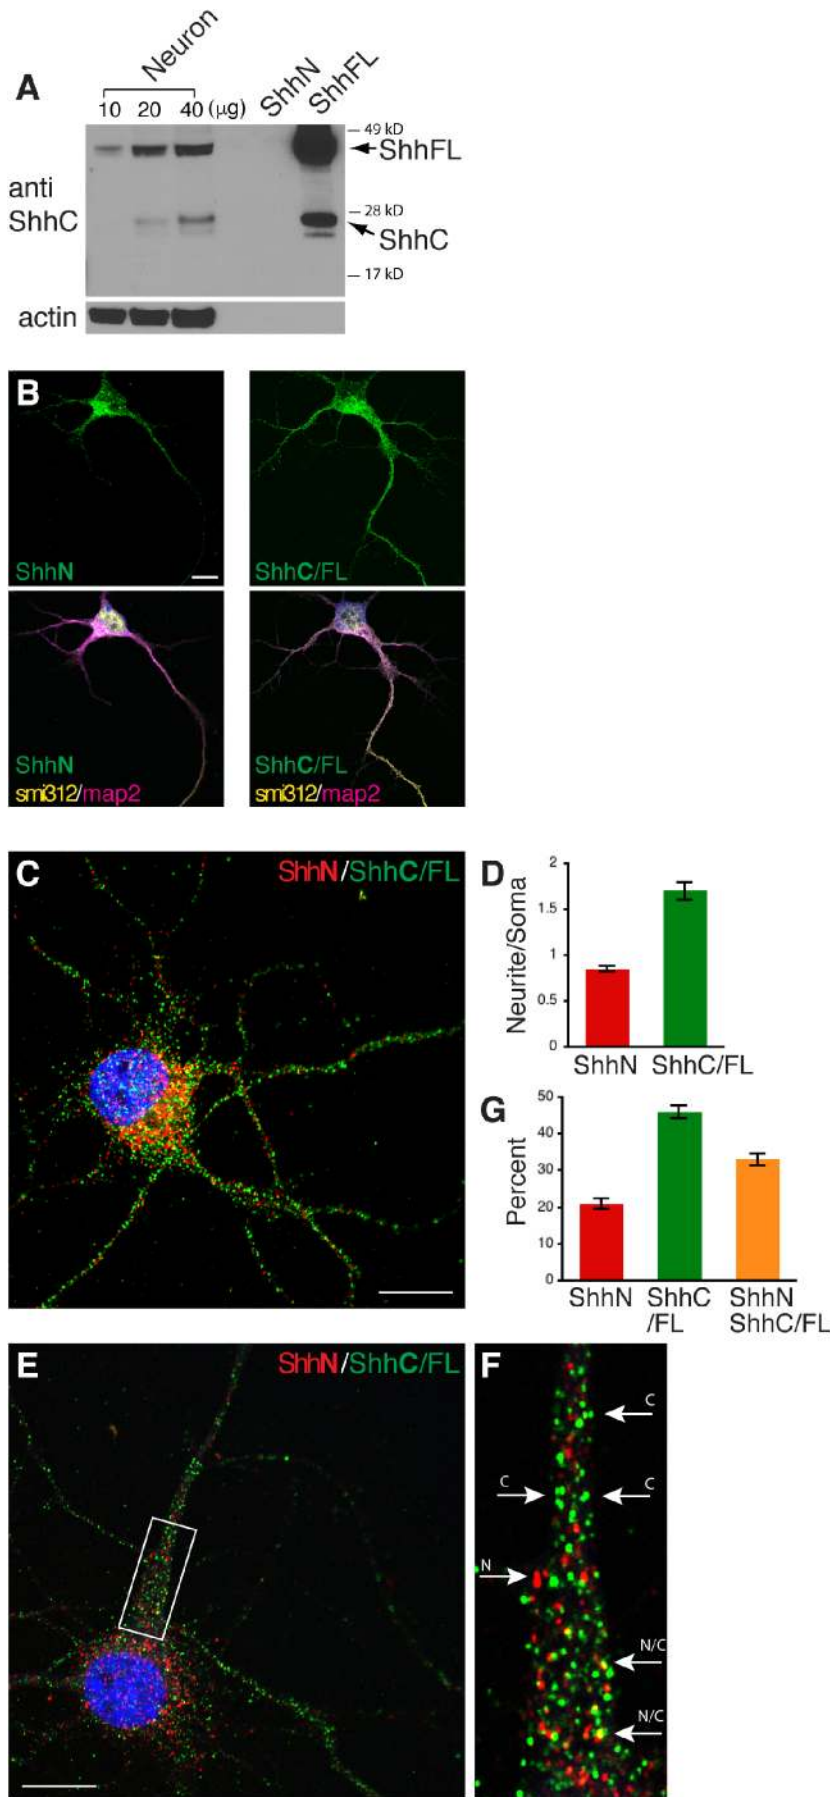 A
Neuron
ShhN
ShhFL
10 20 40 (µg)
49 kD
ShhFL
anti
ShhC
28 kD
ShhC
17 kD
actin
B
ShhN
ShhC/FL
ShhN
smi312/map2
ShhC/FL
smi312/map2
C
ShhN/ShhC/FL
D
Neurite/Soma
2
1.5
1
0.5
0
ShhN
ShhC/FL
G
Percent
50
40
30
20
10
0
ShhN
ShhC
/FL
ShhN
ShhC/FL
E
ShhN/ShhC/FL
F
C
C
C
N
N/C
N/C